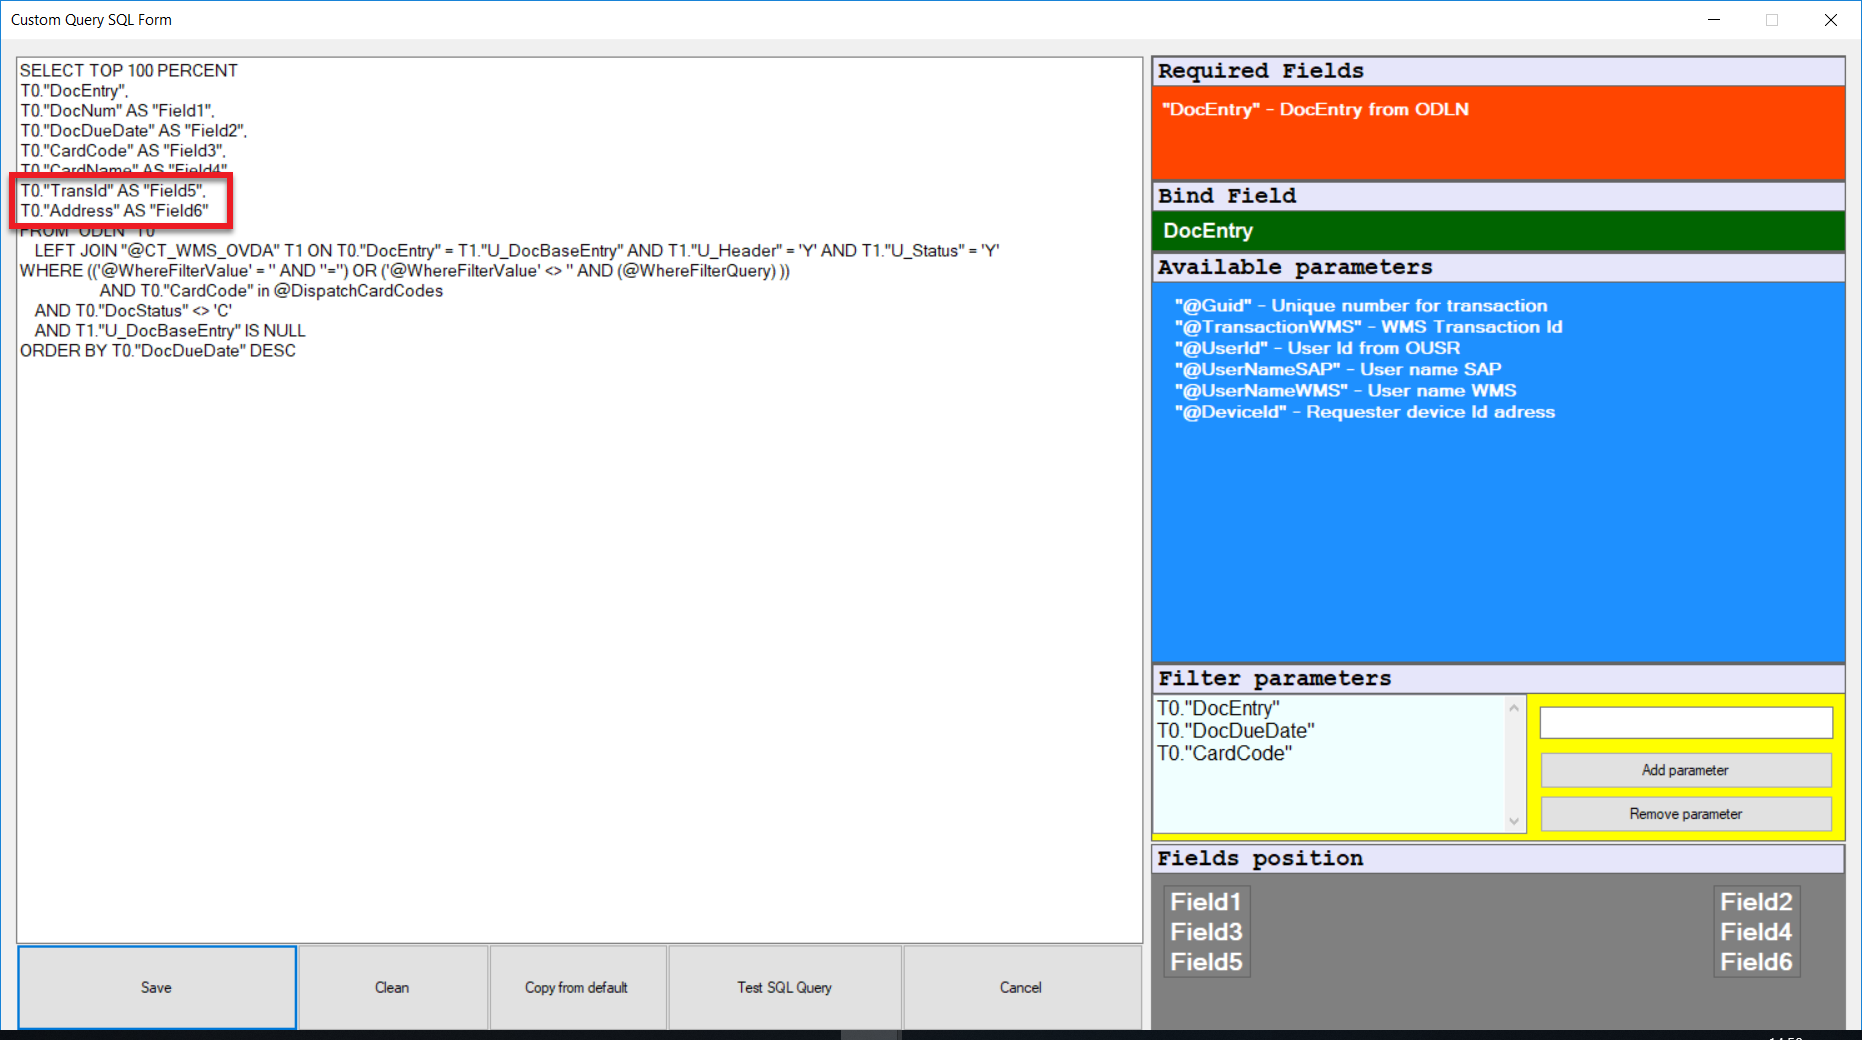 Custom Query SQL Form
SELECT TOP 100 PERCENT
T0."DocEntry",
T0."DocNum" AS "Field1",
T0."DocDueDate" AS "Field2",
T0."CardCode" AS "Field3",
T0."CardName" AS "Field4",
T0."TransId" AS "Field5",
T0."Address" AS "Field6"
FROM "ODLN" T0
LEFT JOIN "@CT_WMS_OVDA" T1 ON T0."DocEntry" = T1."U_DocBaseEntry" AND T1."U_Header" = 'Y' AND T1."U_Status" = 'Y'
WHERE (('@WhereFilterValue' = '' AND ''='') OR ('@WhereFilterValue' <> '' AND (@WhereFilterQuery) ))
AND T0."CardCode" in @DispatchCardCodes
AND T0."DocStatus" <> 'C'
AND T1."U_DocBaseEntry" IS NULL
ORDER BY T0."DocDueDate" DESC
Save
Clean
Copy from default
Test SQL Query
Cancel
Required Fields
"DocEntry" - DocEntry from ODLN
Bind Field
DocEntry
Available parameters
"@Guid" - Unique number for transaction
"@TransactionWMS" - WMS Transaction Id
"@UserId" - User Id from OUSR
"@UserNameSAP" - User name SAP
"@UserNameWMS" - User name WMS
"@DeviceId" - Requester device Id adress
Filter parameters
T0."DocEntry"
T0."DocDueDate"
T0."CardCode"
Add parameter
Remove parameter
Fields position
Field1
Field2
Field3
Field4
Field5
Field6